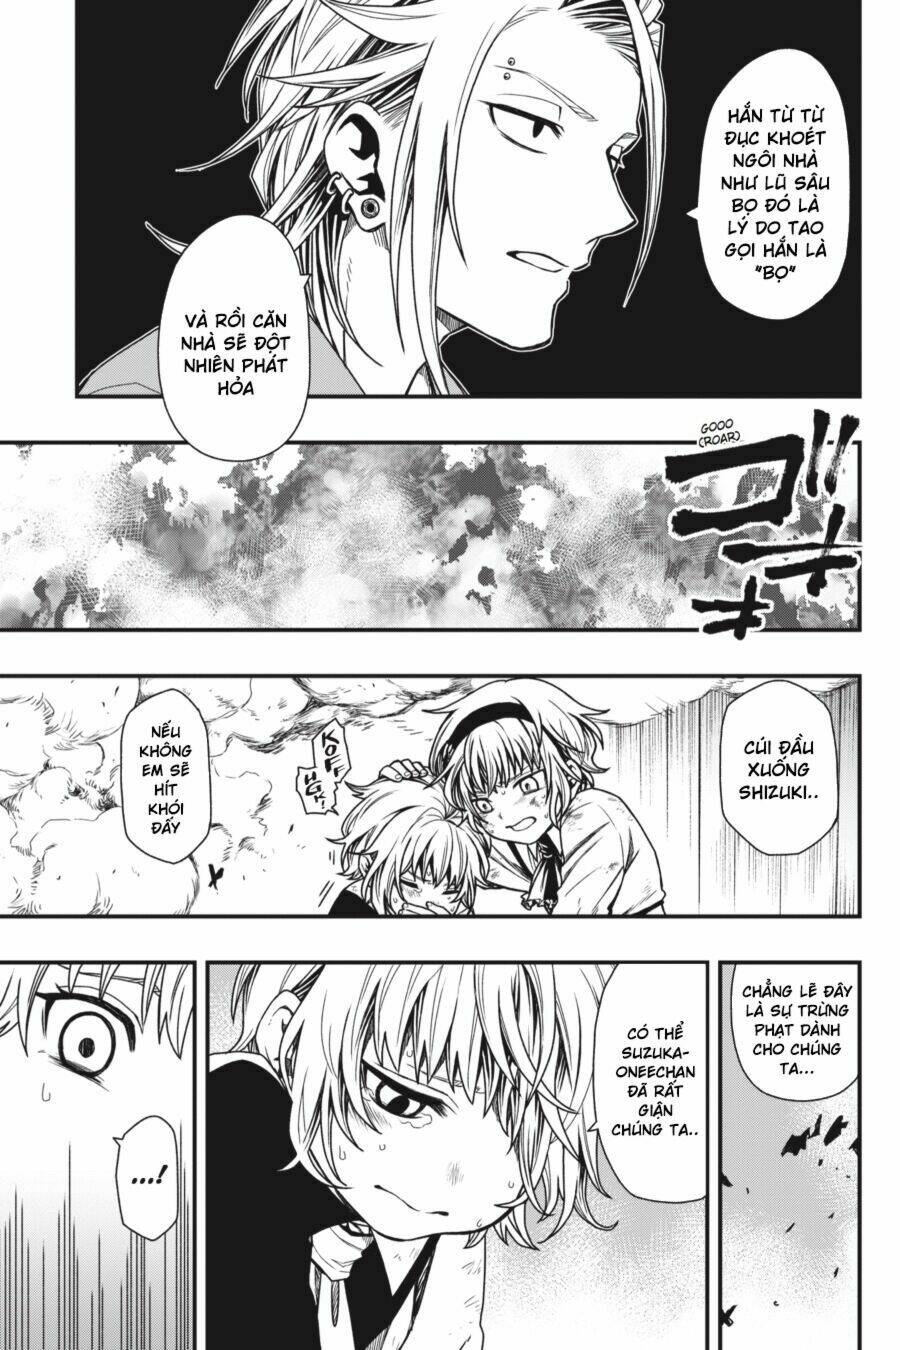 HẮN TỪ TỪ
ĐỤC KHOÉT
NGÔI NHÀ
NHƯ LŨ SÂU
BỌ ĐÓ LÀ
LÝ DO TAO
GỌI HẮN LÀ
"BỌ"
VÀ RỒI CĂN
NHÀ SẼ ĐỘT
NHIÊN PHÁT
HỎA
GOOO
(ROAR)
ゴォォ
CÚI ĐẦU
XUỐNG
SHIZUKI..
KOFF
HGK!
NẾU
KHÔNG
EM SẼ
HÍT
KHÓI
ĐẤY
CHẲNG LẼ ĐÂY
LÀ SỰ TRỪNG
PHẠT DÀNH
CHO CHÚNG
TA...
CÓ THỂ
SUZUKA-
ONEECHAN
ĐÃ RẤT
GIẬN
CHÚNG TA..
....!